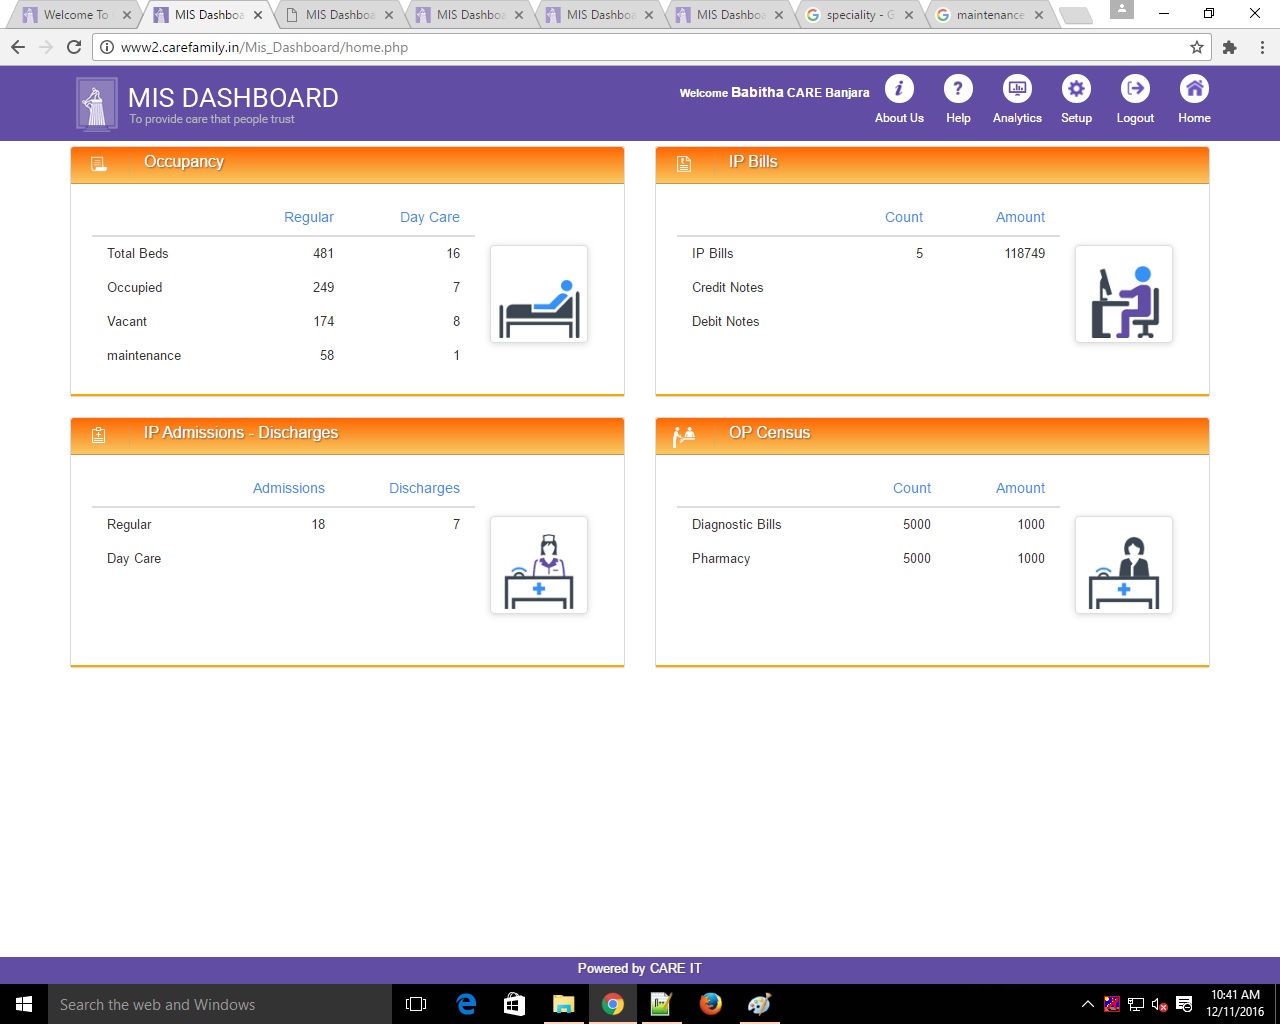 Welcome To
MIS Dashboa
MIS Dashboa
MIS Dashboa
MIS Dashboa
MIS Dashboa
speciality - G
maintenance
www2.carefamily.in/Mis_Dashboard/home.php
MIS DASHBOARD
To provide care that people trust
Welcome Babitha CARE Banjara
About Us
Help
Analytics
Setup
Logout
Home
Occupancy
Regular Day Care
Total Beds 481 16
Occupied 249 7
Vacant 174 8
maintenance 58 1
IP Bills
Count Amount
IP Bills 5 118749
Credit Notes
Debit Notes
IP Admissions - Discharges
Admissions Discharges
Regular 18 7
Day Care
OP Census
Count Amount
Diagnostic Bills 5000 1000
Pharmacy 5000 1000
Powered by CARE IT
Search the web and Windows
10:41 AM
12/11/2016